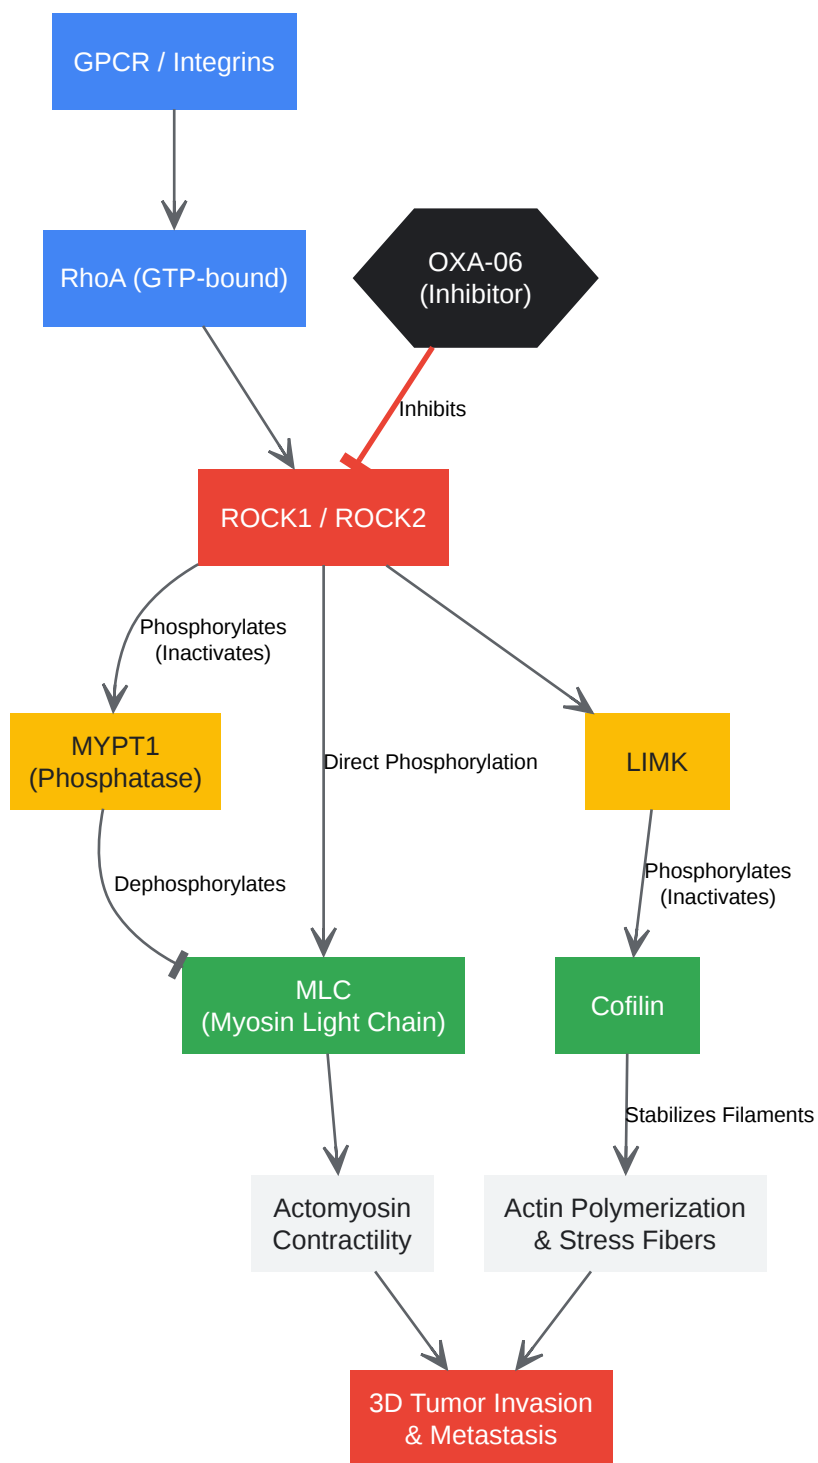 GPCR / Integrins
RhoA (GTP-bound)
OXA-06
(Inhibitor)
Inhibits
ROCK1 / ROCK2
Phosphorylates
(Inactivates)
MYPT1
(Phosphatase)
Direct Phosphorylation
LIMK
Dephosphorylates
Phosphorylates
(Inactivates)
MLC
(Myosin Light Chain)
Cofilin
Stabilizes Filaments
Actomyosin
Contractility
Actin Polymerization
& Stress Fibers
3D Tumor Invasion
& Metastasis